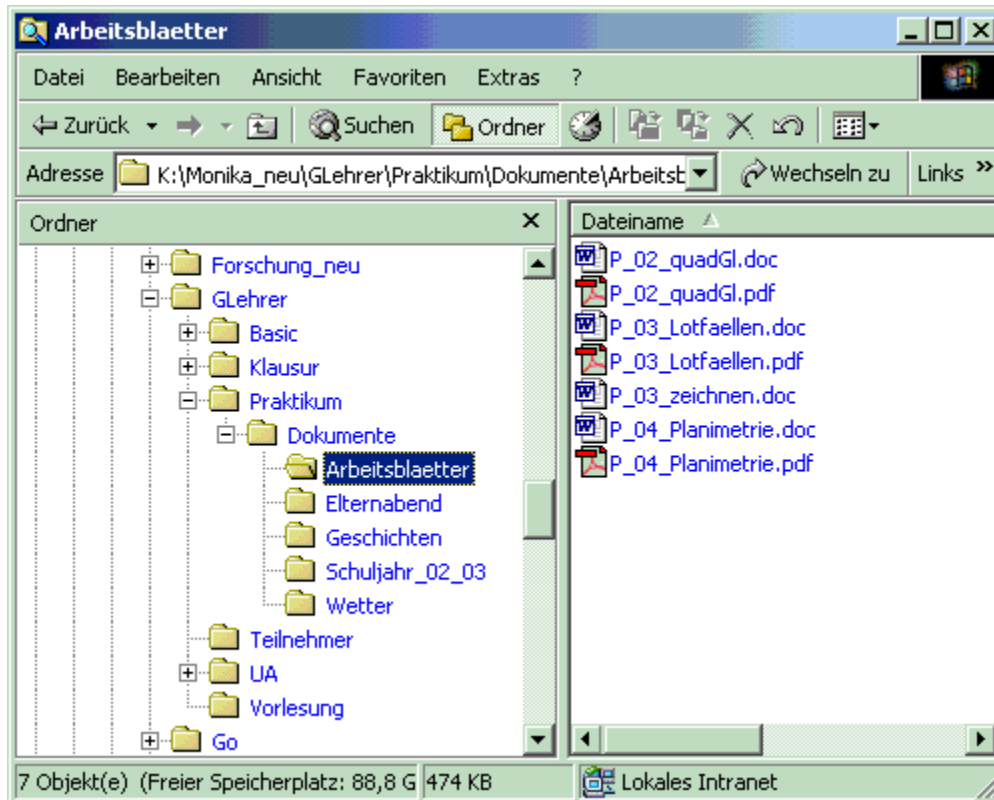 Arbeitsblaetter
Datei Bearbeiten Ansicht Favoriten Extras ?
Zurück Suchen Ordner
Adresse K:\Monika_neu\GLehrer\Praktikum\Dokumente\Arbeitst Wechseln zu Links »
Ordner
Forschung_neu
GLehrer
Basic
Klausur
Praktikum
Dokumente
Arbeitsblaetter
Elternabend
Geschichten
Schuljahr_02_03
Wetter
Teilnehmer
UA
Vorlesung
Go
Dateiname
P_02_quadGl.doc
P_02_quadGl.pdf
P_03_Lotfaellen.doc
P_03_Lotfaellen.pdf
P_03_zeichnen.doc
P_04_Planimetrie.doc
P_04_Planimetrie.pdf
7 Objekt(e) (Freier Speicherplatz: 88,8 G 474 KB Lokales Intranet